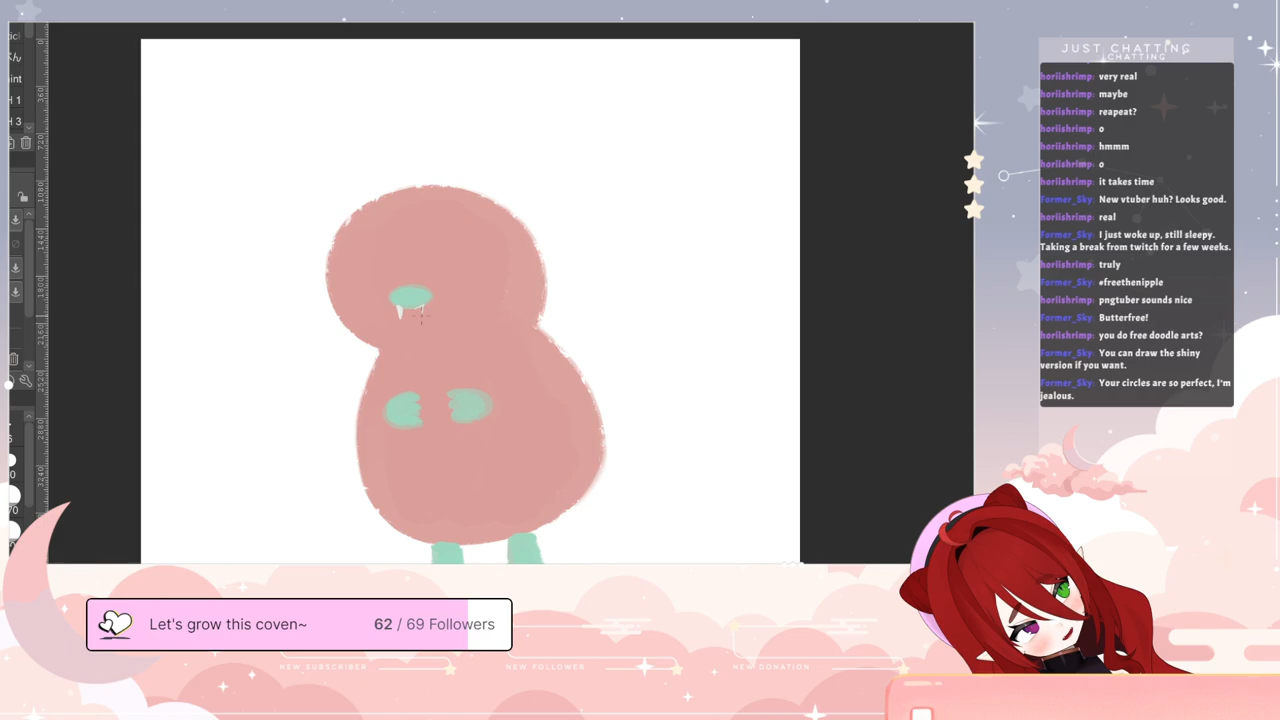 JUST CHATTING
CHATTING
horiishrimp: very real
horiishrimp: maybe
horiishrimp: reapeat?
horiishrimp: o
horiishrimp: hmmm
horiishrimp: o
horiishrimp: it takes time
Former_Sky: New vtuber huh? Looks good.
horiishrimp: real
Former_Sky: I just woke up, still sleepy.
Taking a break from twitch for a few weeks.
horiishrimp: truly
Former_Sky: #freethenipple
horiishrimp: pngtuber sounds nice
Former_Sky: Butterfree!
horiishrimp: you do free doodle arts?
Former_Sky: You can draw the shiny
version if you want.
Former_Sky: Your circles are so perfect, I'm
jealous.
Let's grow this coven~ 62 / 69 Followers
NEW SUBSCRIBER
NEW FOLLOWER
NEW DONATION